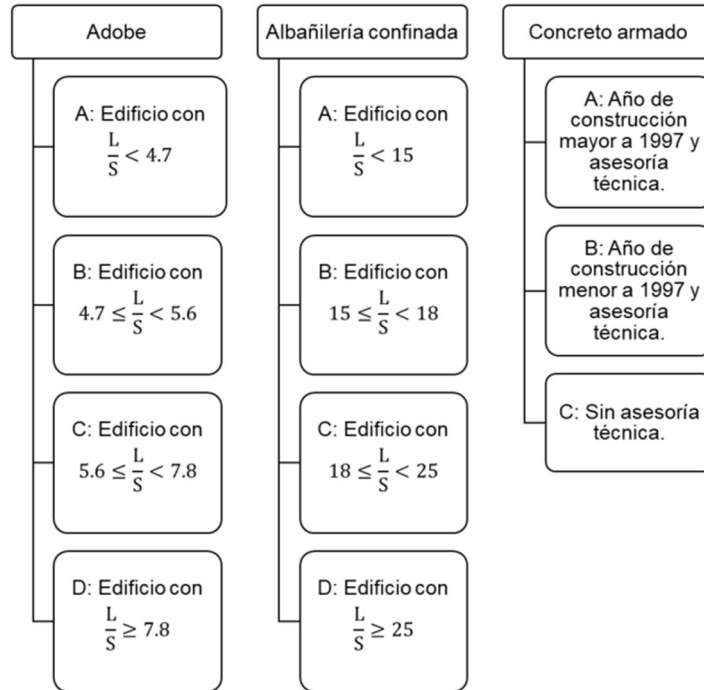 Adobe
A: Edificio con
L/S < 4.7
B: Edificio con
4.7 ≤ L/S < 5.6
C: Edificio con
5.6 ≤ L/S < 7.8
D: Edificio con
L/S ≥ 7.8
Albañilería confinada
A: Edificio con
L/S < 15
B: Edificio con
15 ≤ L/S < 18
C: Edificio con
18 ≤ L/S < 25
D: Edificio con
L/S ≥ 25
Concreto armado
A: Año de
construcción
mayor a 1997 y
asesoría
técnica.
B: Año de
construcción
menor a 1997 y
asesoría
técnica.
C: Sin asesoría
técnica.